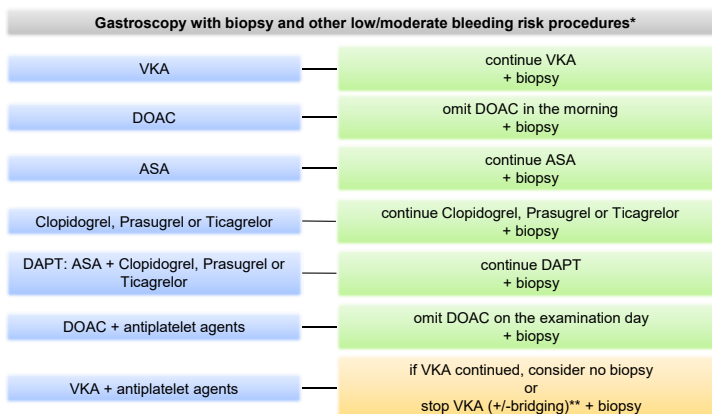 Gastroscopy with biopsy and other low/moderate bleeding risk procedures*
VKA
continue VKA
+ biopsy
DOAC
omit DOAC in the morning
+ biopsy
ASA
continue ASA
+ biopsy
Clopidogrel, Prasugrel or Ticagrelor
continue Clopidogrel, Prasugrel or Ticagrelor
+ biopsy
DAPT: ASA + Clopidogrel, Prasugrel or
Ticagrelor
continue DAPT
+ biopsy
DOAC + antiplatelet agents
omit DOAC on the examination day
+ biopsy
VKA + antiplatelet agents
if VKA continued, consider no biopsy
or
stop VKA (+/-bridging)** + biopsy